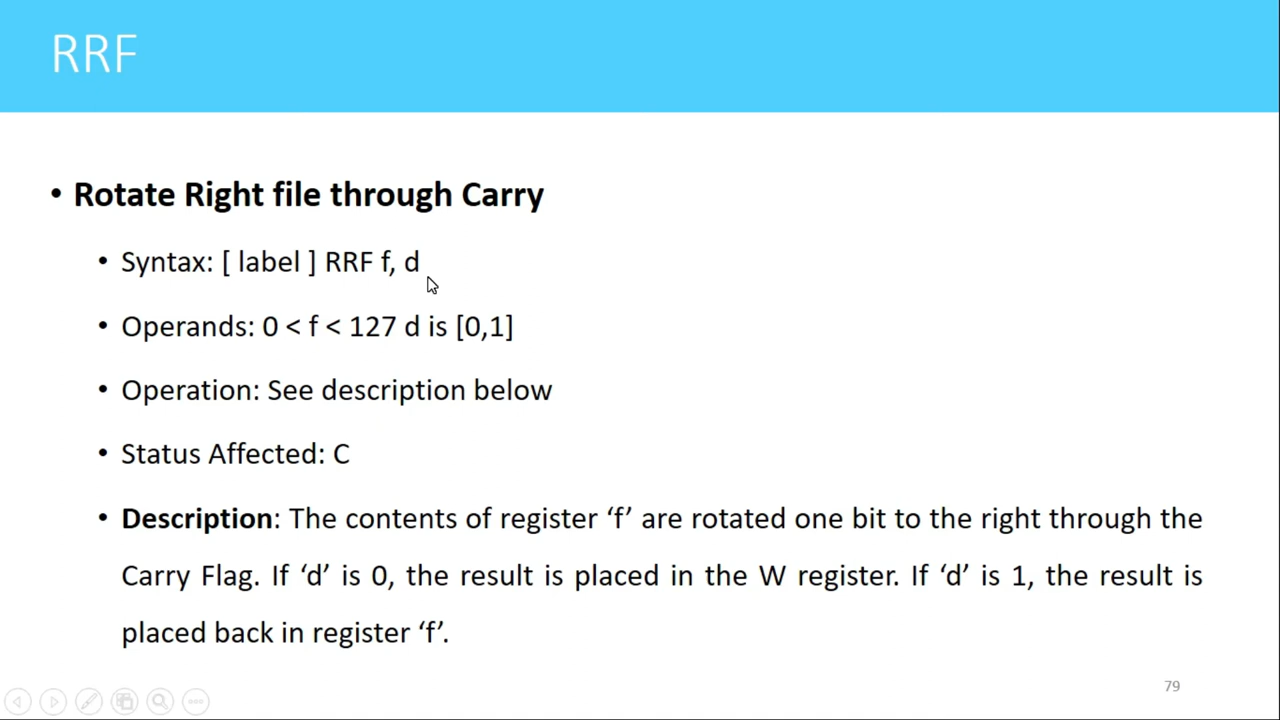 RRF
• Rotate Right file through Carry
• Syntax: [ label ] RRF f, d
• Operands: 0 < f < 127 d is [0,1]
• Operation: See description below
• Status Affected: C
• Description: The contents of register ‘f’ are rotated one bit to the right through the
Carry Flag. If ‘d’ is 0, the result is placed in the W register. If ‘d’ is 1, the result is
placed back in register ‘f’.
79